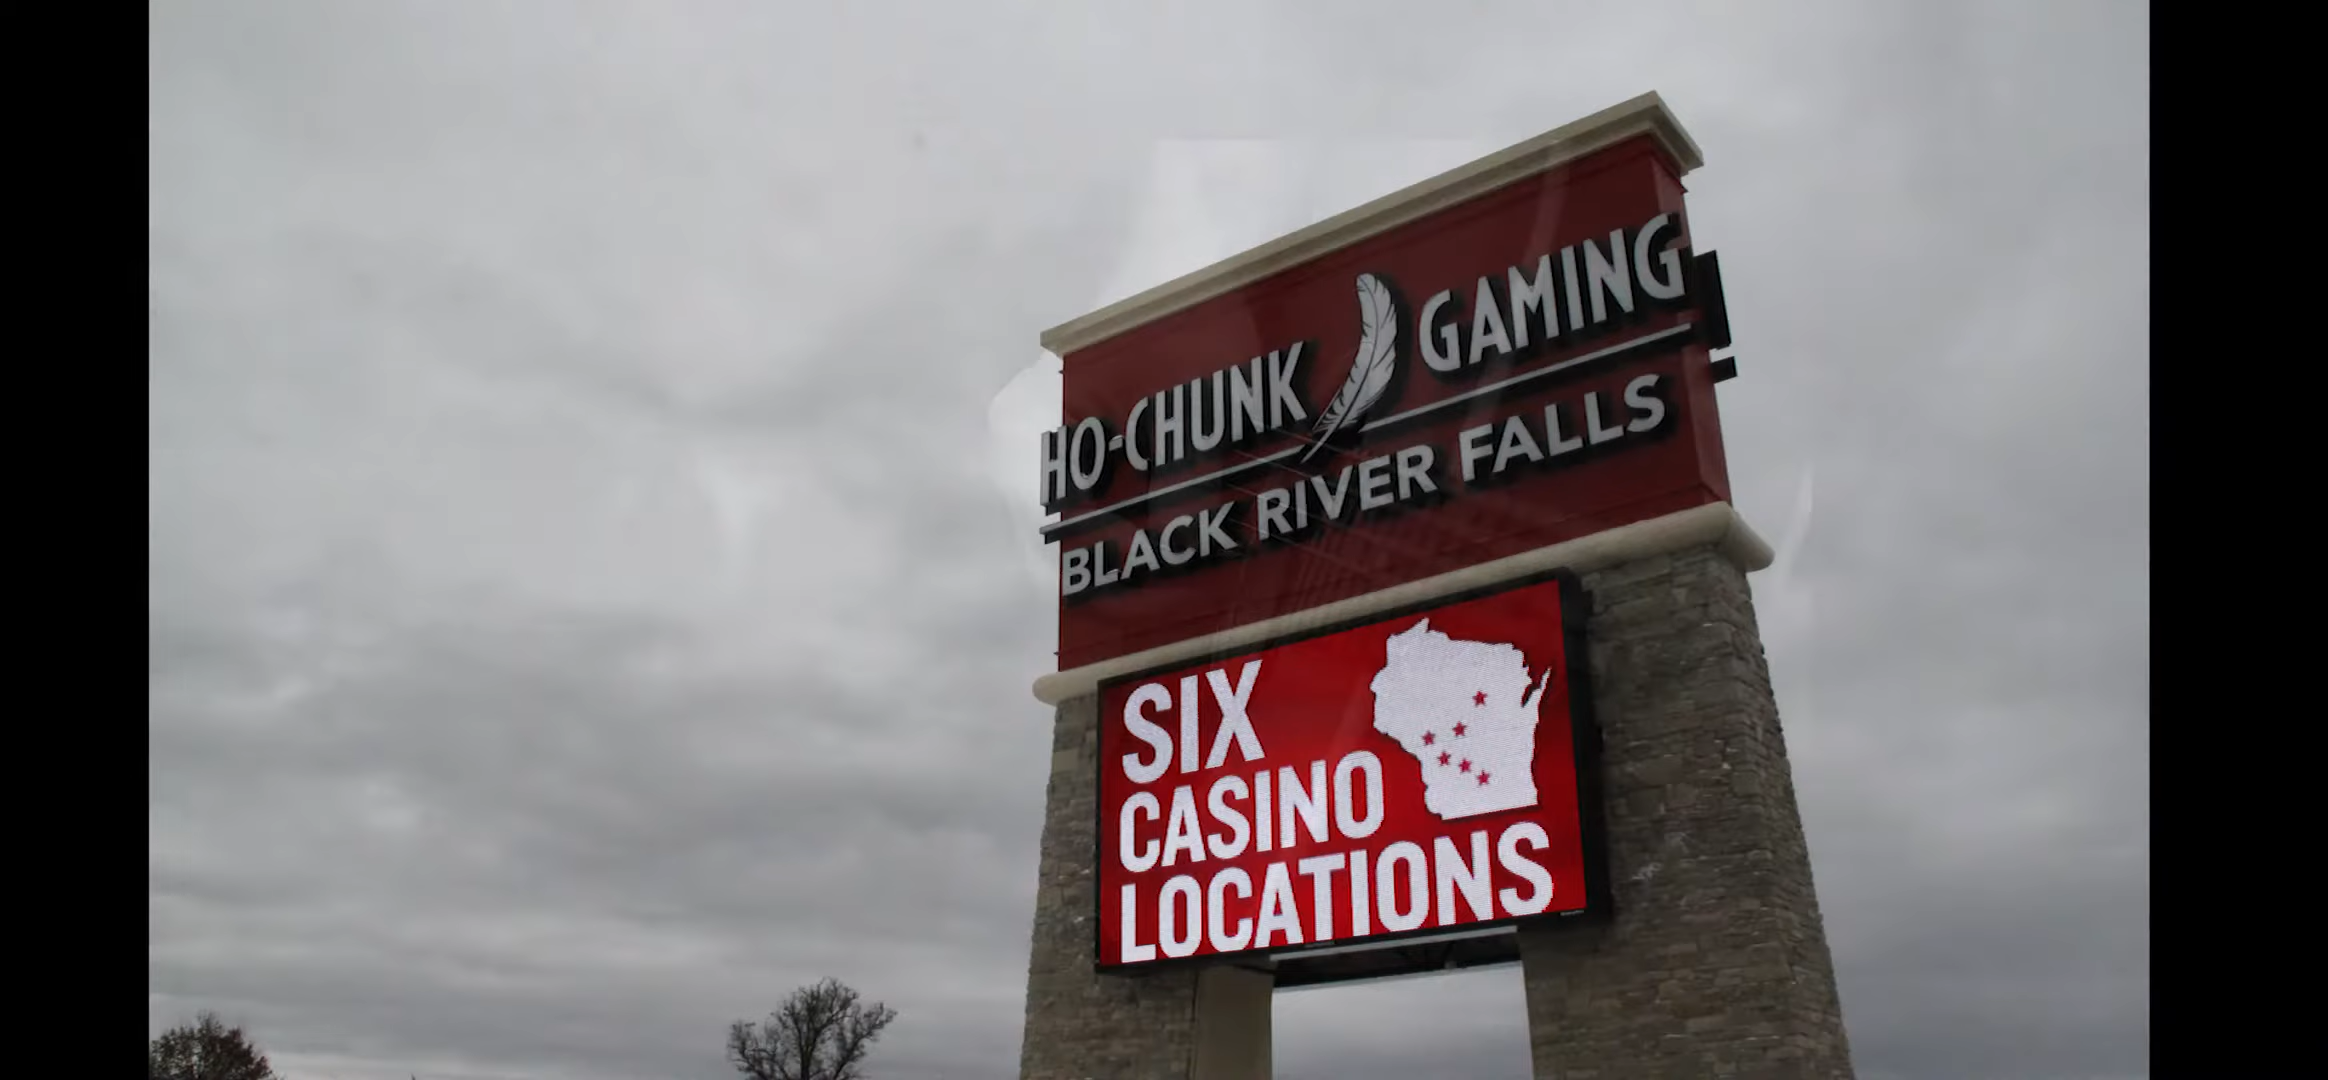 HO-CHUNK GAMING
BLACK RIVER FALLS
SIX
CASINO
LOCATIONS